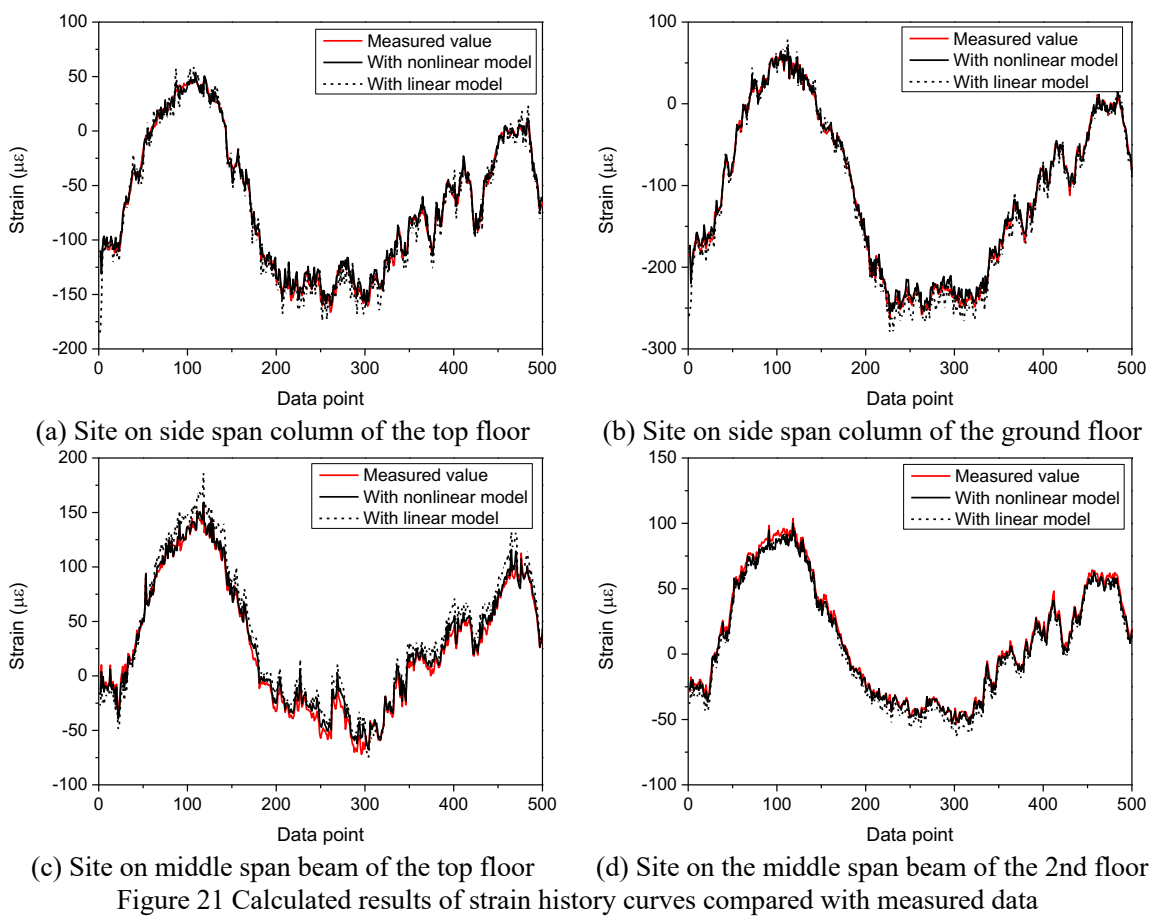 100
50
0
-50
-100
-150
-200
Strain (με)
0 100 200 300 400 500
Data point
Measured value
With nonlinear model
With linear model
(a) Site on side span column of the top floor
100
0
-100
-200
-300
Strain (με)
0 100 200 300 400 500
Data point
Measured value
With nonlinear model
With linear model
(b) Site on side span column of the ground floor
200
150
100
50
0
-50
-100
Strain (με)
0 100 200 300 400 500
Data point
Measured value
With nonlinear model
With linear model
(c) Site on middle span beam of the top floor
150
100
50
0
-50
-100
Strain (με)
0 100 200 300 400 500
Data point
Measured value
With nonlinear model
With linear model
(d) Site on the middle span beam of the 2nd floor
Figure 21 Calculated results of strain history curves compared with measured data